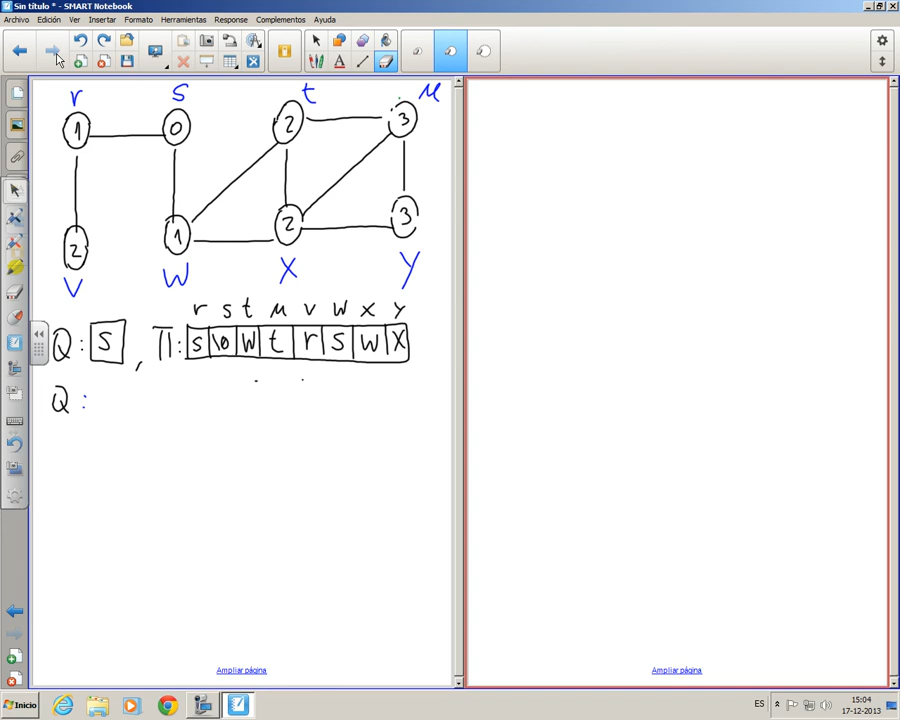 Sin título * - SMART Notebook
Archivo Edición Ver Insertar Formato Herramientas Response Complementos Ayuda
r s t μ
1 0 2 3
2 1 2 3
V W X Y
r s t μ v w x y
Q: S , π: s \0 W t r S W X
Q :
Ampliar página Ampliar página
Inicio ES 15:04
17-12-2013